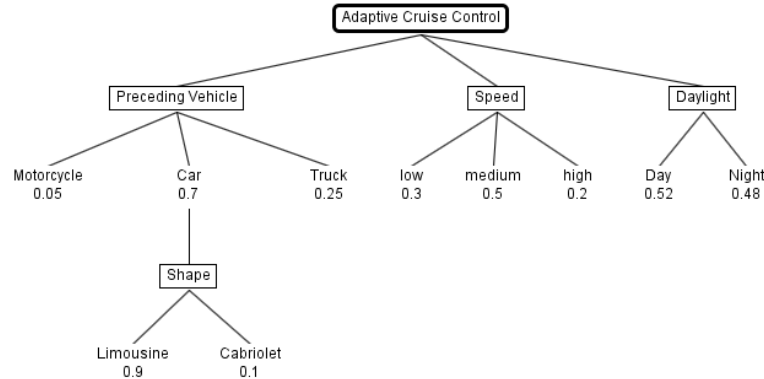 Adaptive Cruise Control
Preceding Vehicle
Speed
Daylight
Motorcycle
Car
Truck
low
medium
high
Day
Night
0.05
0.7
0.25
0.3
0.5
0.2
0.52
0.48
Shape
Limousine
Cabriolet
0.9
0.1